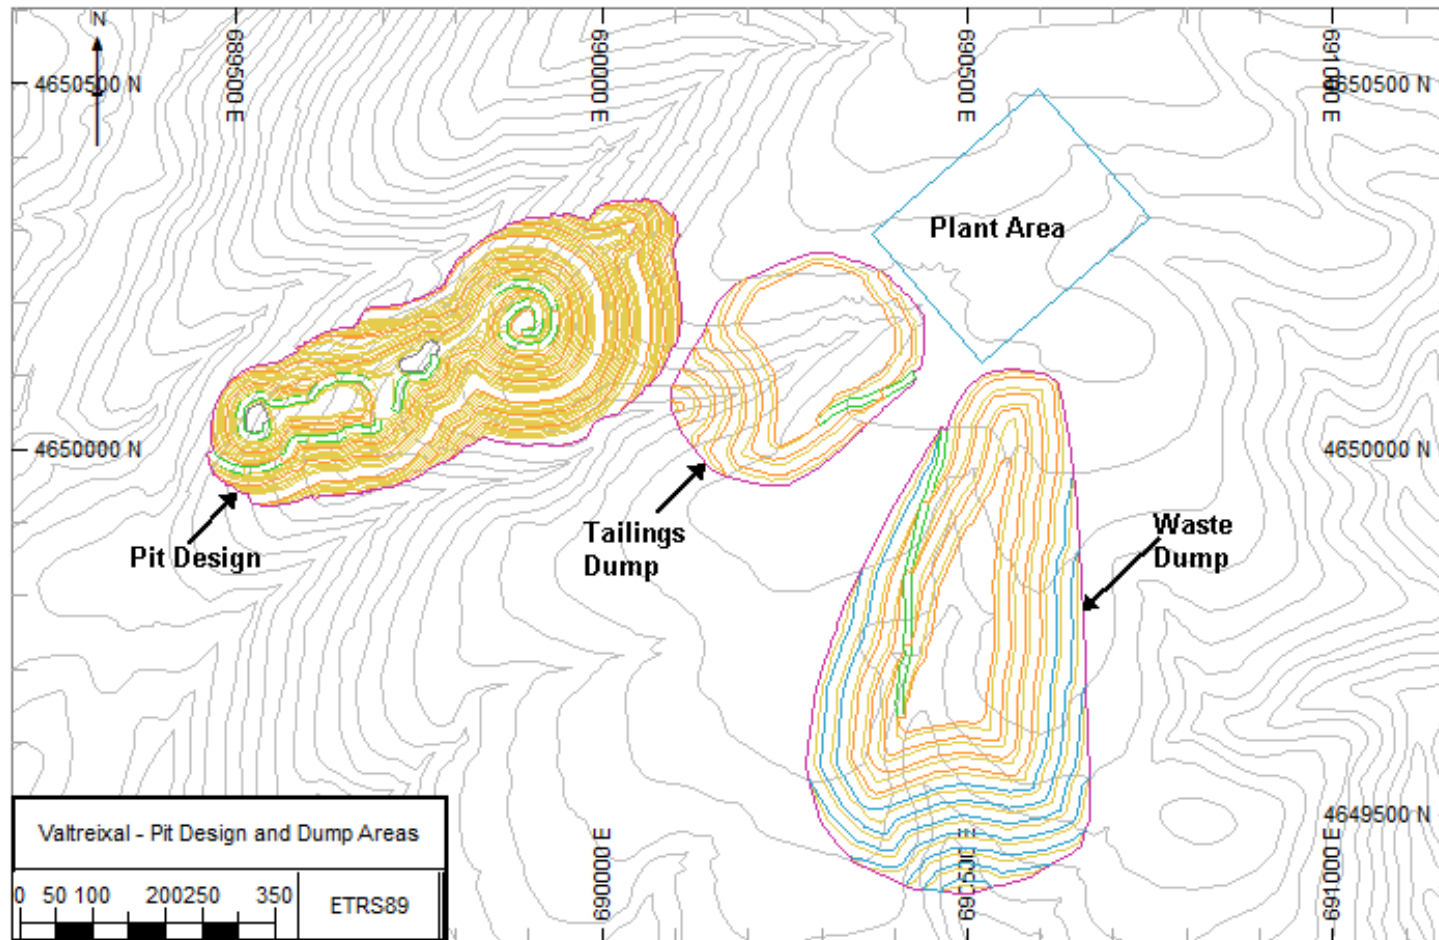 N
689500 E
690000 E
690500 E
691000 E
4650500 N
4650500 N
Plant Area
4650000 N
4650000 N
Pit Design
Tailings
Dump
Waste
Dump
4649500 N
690000 E
690500 E
691000 E
Valtreixal - Pit Design and Dump Areas
0 50 100 200250 350
ETRS89